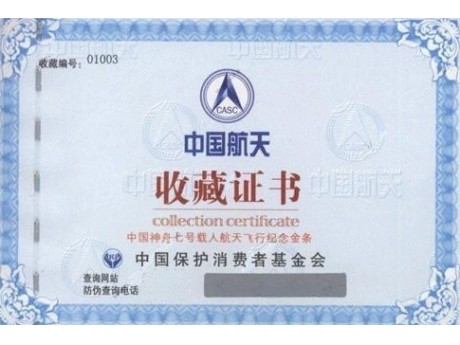 收藏编号：01003
CASC
中国航天
收藏证书
collection certificate
中国神舟七号载人航天飞行纪念金条
中国保护消费者基金会
查询网站
防伪查询电话